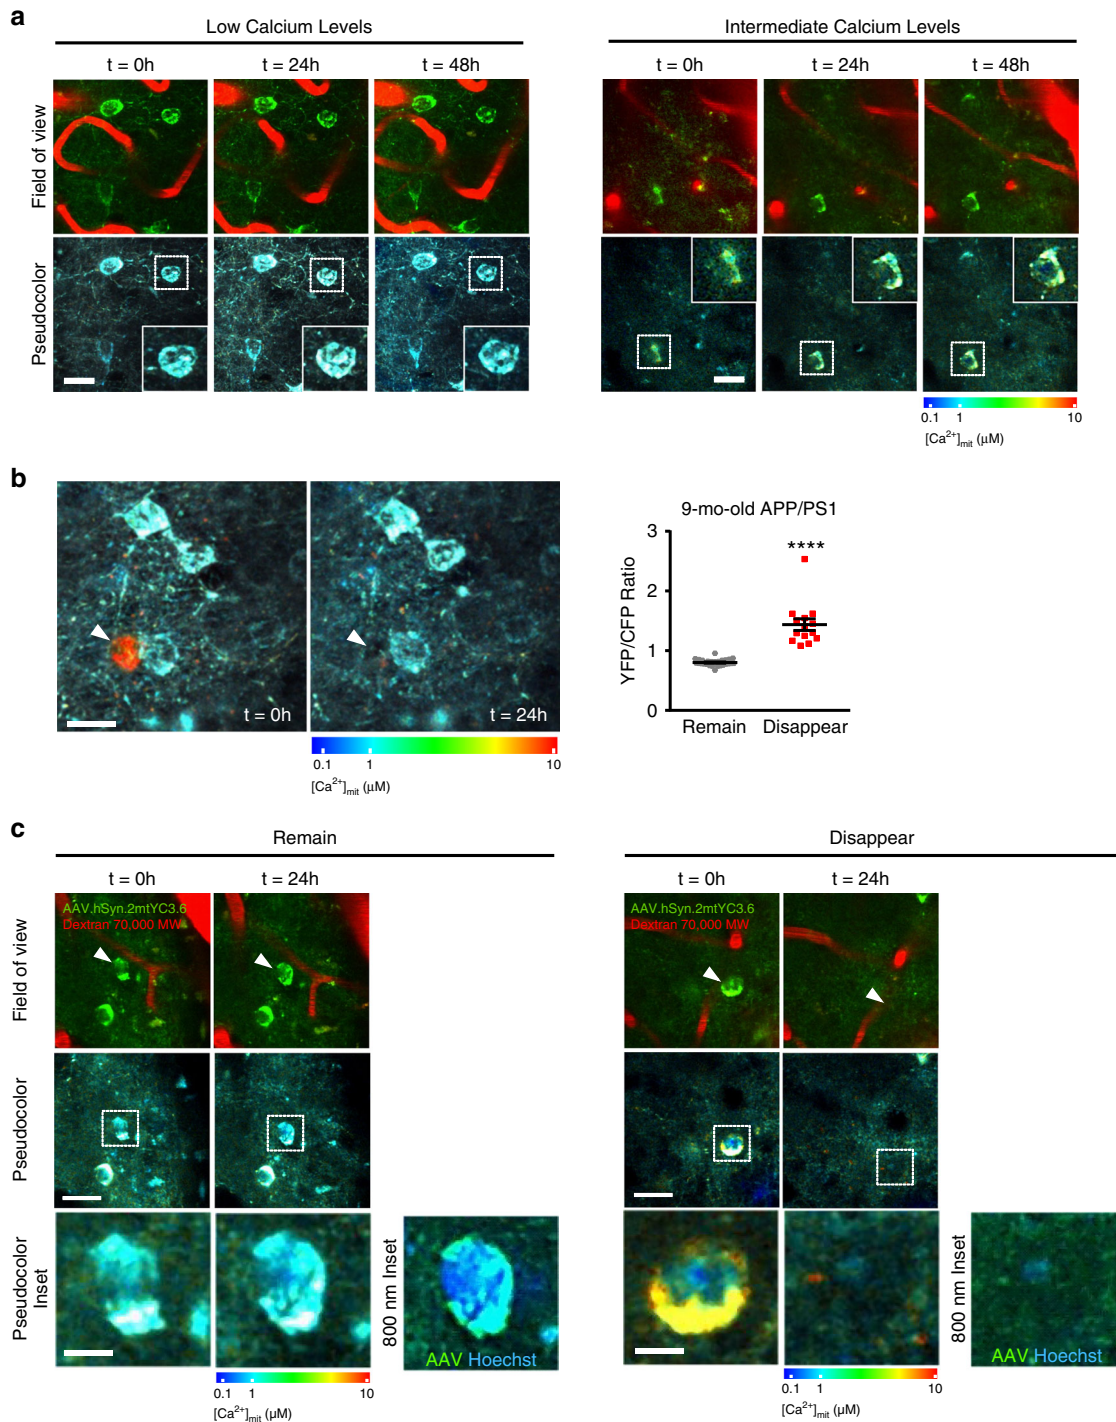 a
Low Calcium Levels
Intermediate Calcium Levels
t = 0h
t = 24h
t = 48h
t = 0h
t = 24h
t = 48h
Field of view
Pseudocolor
0.1 1 10
[Ca2+]mit (μM)
b
t = 0h
t = 24h
0.1 1 10
[Ca2+]mit (μM)
9-mo-old APP/PS1
YFP/CFP Ratio
3
2
1
0
****
Remain
Disappear
c
Remain
Disappear
t = 0h
t = 24h
t = 0h
t = 24h
Field of view
AAV.hSyn.2mtYC3.6
Dextran 70,000 MW
AAV.hSyn.2mtYC3.6
Dextran 70,000 MW
Pseudocolor
Pseudocolor
Inset
800 nm Inset
AAV Hoechst
800 nm Inset
AAV Hoechst
0.1 1 10
[Ca2+]mit (μM)
0.1 1 10
[Ca2+]mit (μM)